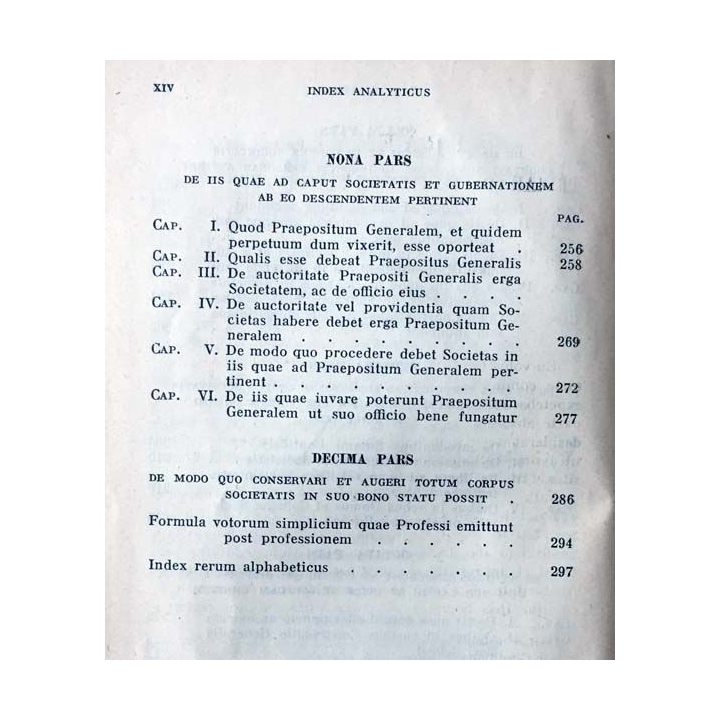 XIV INDEX ANALYTICUS
NONA PARS
DE IIS QUAE AD CAPUT SOCIETATIS ET GUBERNATIONEM
AB EO DESCENDENTEM PERTINENT
PAG.
CAP. I. Quod Praepositum Generalem, et quidem
perpetuum dum vixerit, esse oporteat . 256
CAP. II. Qualis esse debeat Praepositus Generalis 258
CAP. III. De auctoritate Prepositi Generalis erga
Societatem, ac de officio eius . . . .
CAP. IV. De auctoritate vel providentia quam So-
cietas habere debet erga Praepositum Ge-
neralem . . . . . . . . . 269
CAP. V. De modo quo procedere debet Societas in
iis quae ad Praepositum Generalem per-
tinent . . . . . . . . . . 272
CAP. VI. De iis quae iuvare poterunt Praepositum
Generalem ut suo officio bene fungatur 277
DECIMA PARS
DE MODO QUO CONSERVARI ET AUGERI TOTUM CORPUS
SOCIETATIS IN SUO BONO STATU POSSIT . 286
Formula votorum simplicium quae Professi emittunt
post professionem . . . . . . 294
Index rerum alphabeticus . . . . . . . 297